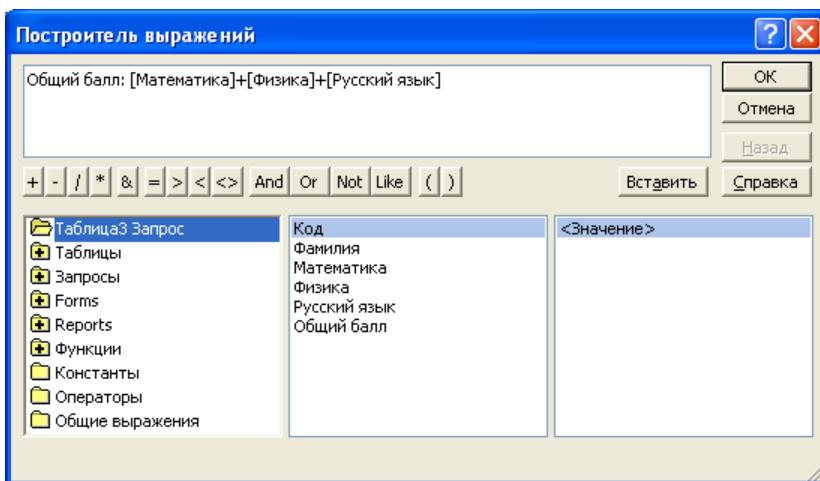 Построитель выражений
?
Общий балл: [Математика]+[Физика]+[Русский язык]
ОК
Отмена
Назад
+ - / * & = > < <> And Or Not Like ( ) Вставить Справка
Таблица3 Запрос
Таблицы
Запросы
Forms
Reports
Функции
Константы
Операторы
Общие выражения
Код
Фамилия
Математика
Физика
Русский язык
Общий балл
<Значение>